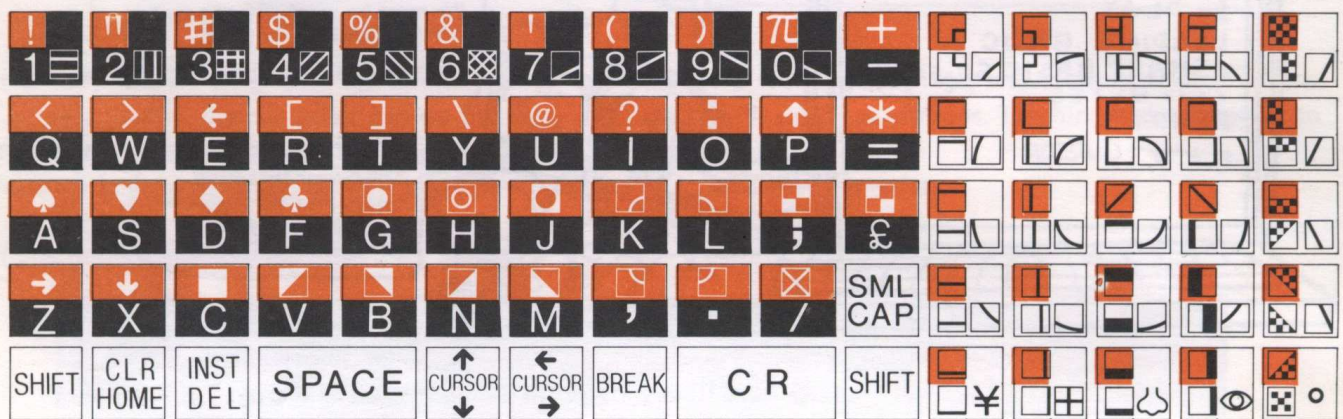 ! " # $ % & ' ( ) π +
1 2 3 4 5 6 7 8 9 0 −
< > ← [ ] \ @ ? : ↑ *
Q W E R T Y U I O P =
♠ ♥ ♦ ♣
A S D F G H J K L ; £
→ ↓
Z X C V B N M , . / SML CAP
SHIFT CLR HOME INST DEL SPACE ↑ CURSOR ↓ ← CURSOR → BREAK C R SHIFT ¥